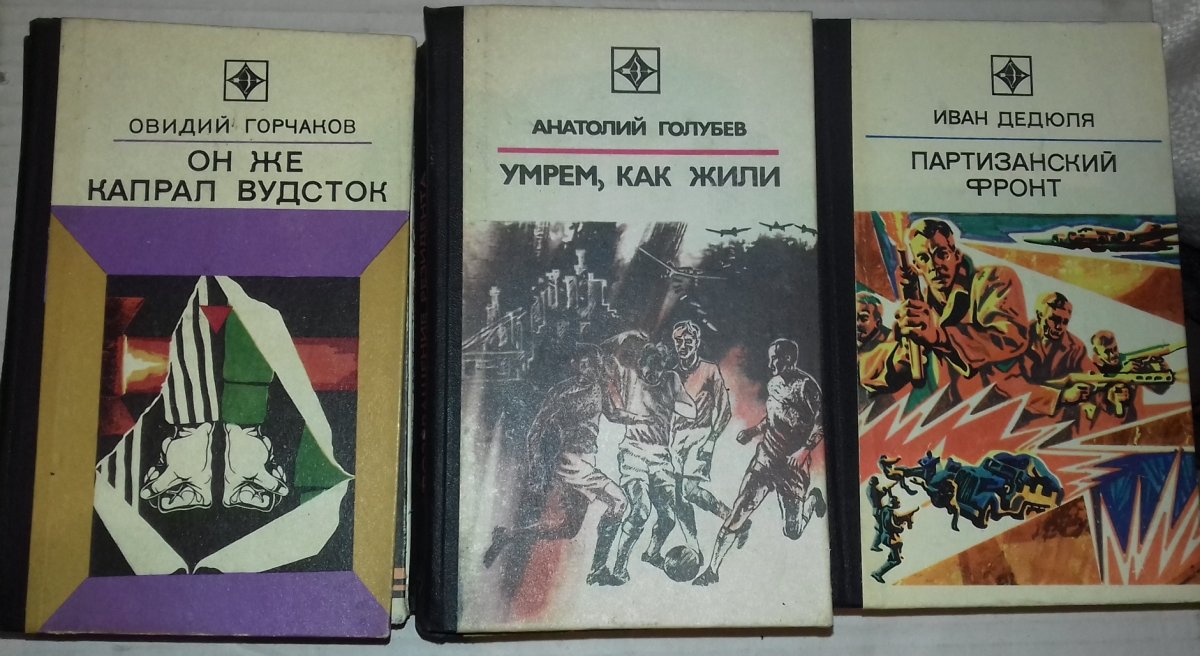 ОВИДИЙ ГОРЧАКОВ
ОН ЖЕ
КАПРАЛ ВУДСТОК
АНАТОЛИЙ ГОЛУБЕВ
УМРЕМ, КАК ЖИЛИ
ИВАН ДЕДЮЛЯ
ПАРТИЗАНСКИЙ
ФРОНТ